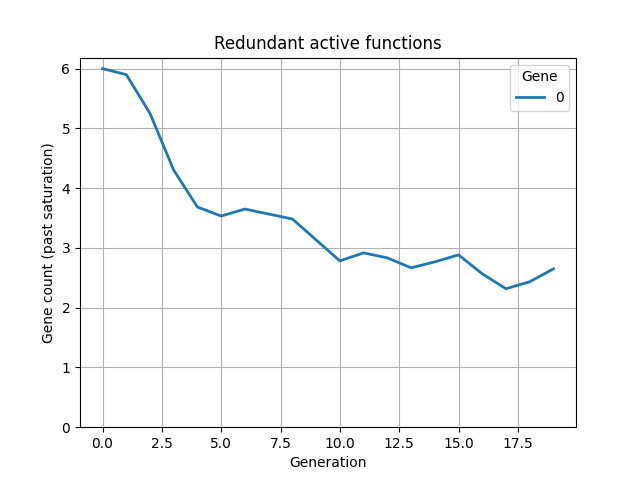 Redundant active functions
Gene
0
Gene count (past saturation)
6
5
4
3
2
1
0
0.0 2.5 5.0 7.5 10.0 12.5 15.0 17.5
Generation